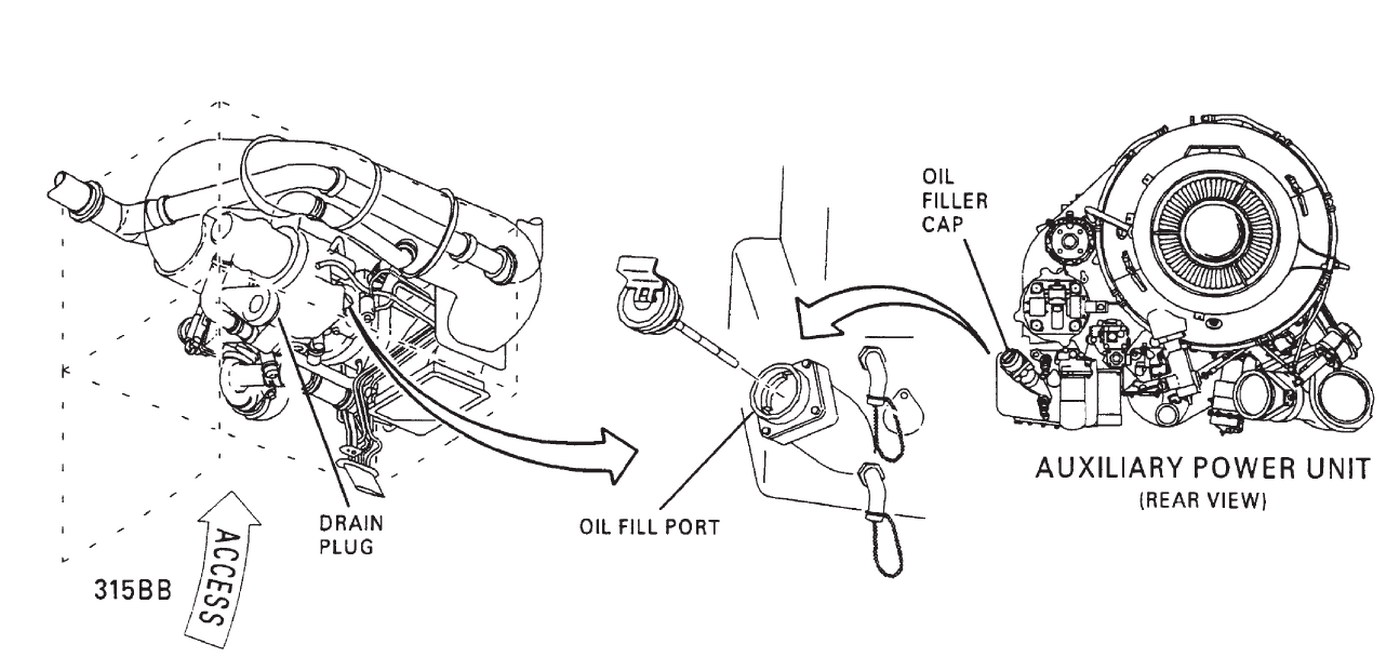 OIL
FILLER
CAP
AUXILIARY POWER UNIT
(REAR VIEW)
OIL FILL PORT
DRAIN
PLUG
315BB
ACCESS